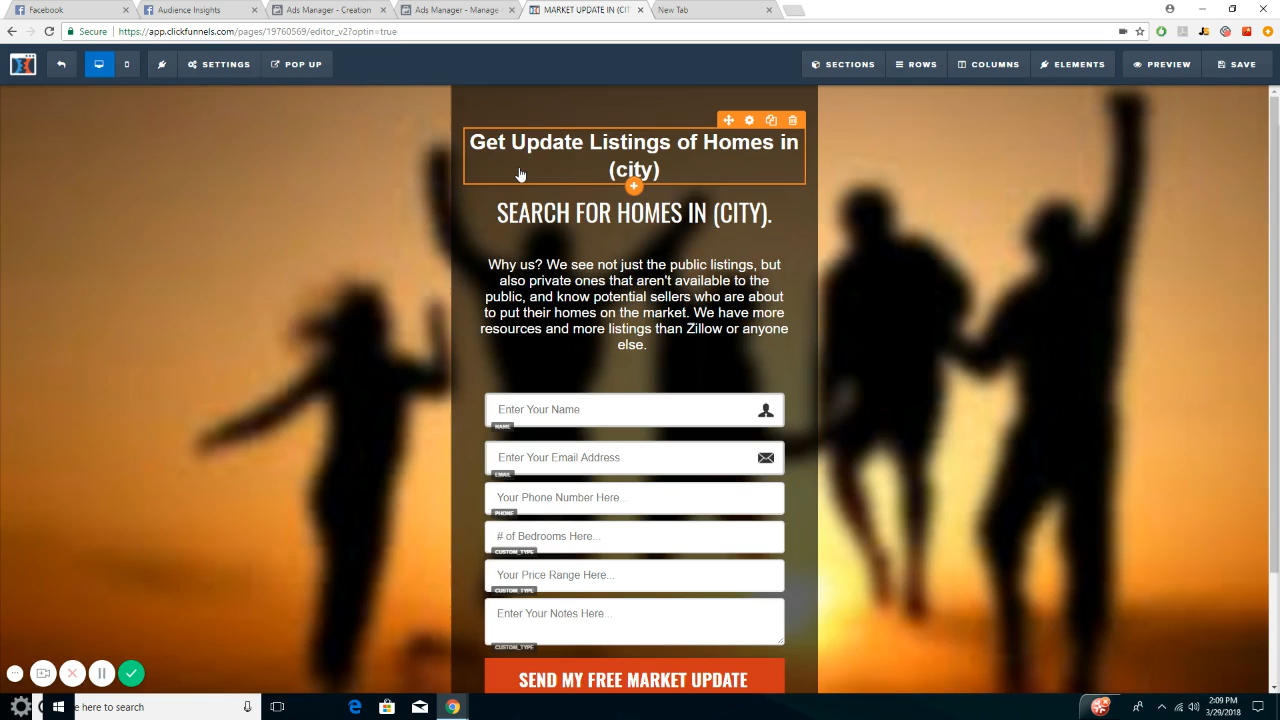 Facebook
Audience Insights
Ads Manager - Creation
Ads Manager - Manage
MARKET UPDATE IN (CIT
New Tab
Secure
https://app.clickfunnels.com/pages/19760569/editor_v2?optin=true
SETTINGS
POP UP
SECTIONS
ROWS
COLUMNS
ELEMENTS
PREVIEW
SAVE
Get Update Listings of Homes in
(city)
SEARCH FOR HOMES IN (CITY).
Why us? We see not just the public listings, but
also private ones that aren't available to the
public, and know potential sellers who are about
to put their homes on the market. We have more
resources and more listings than Zillow or anyone
else.
Enter Your Name
NAME
Enter Your Email Address
EMAIL
Your Phone Number Here...
PHONE
# of Bedrooms Here...
CUSTOM_TYPE
Your Price Range Here...
CUSTOM_TYPE
Enter Your Notes Here...
CUSTOM_TYPE
SEND MY FREE MARKET UPDATE
e here to search
2:09 PM
3/29/2018